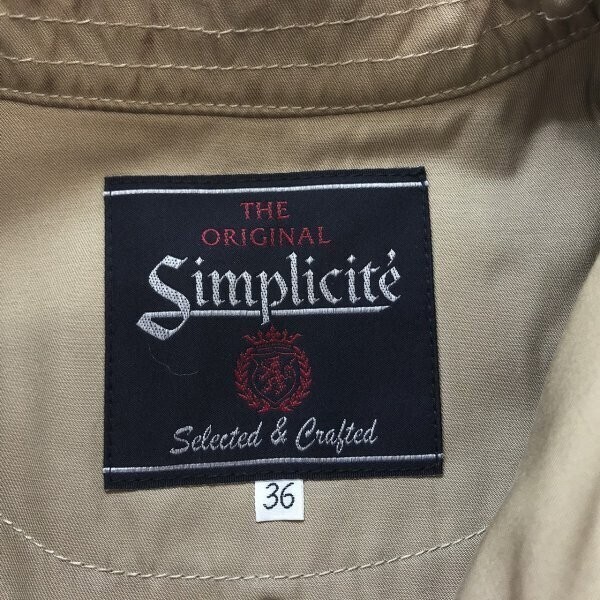 THE
ORIGINAL
Simplicité
Selected & Crafted
36